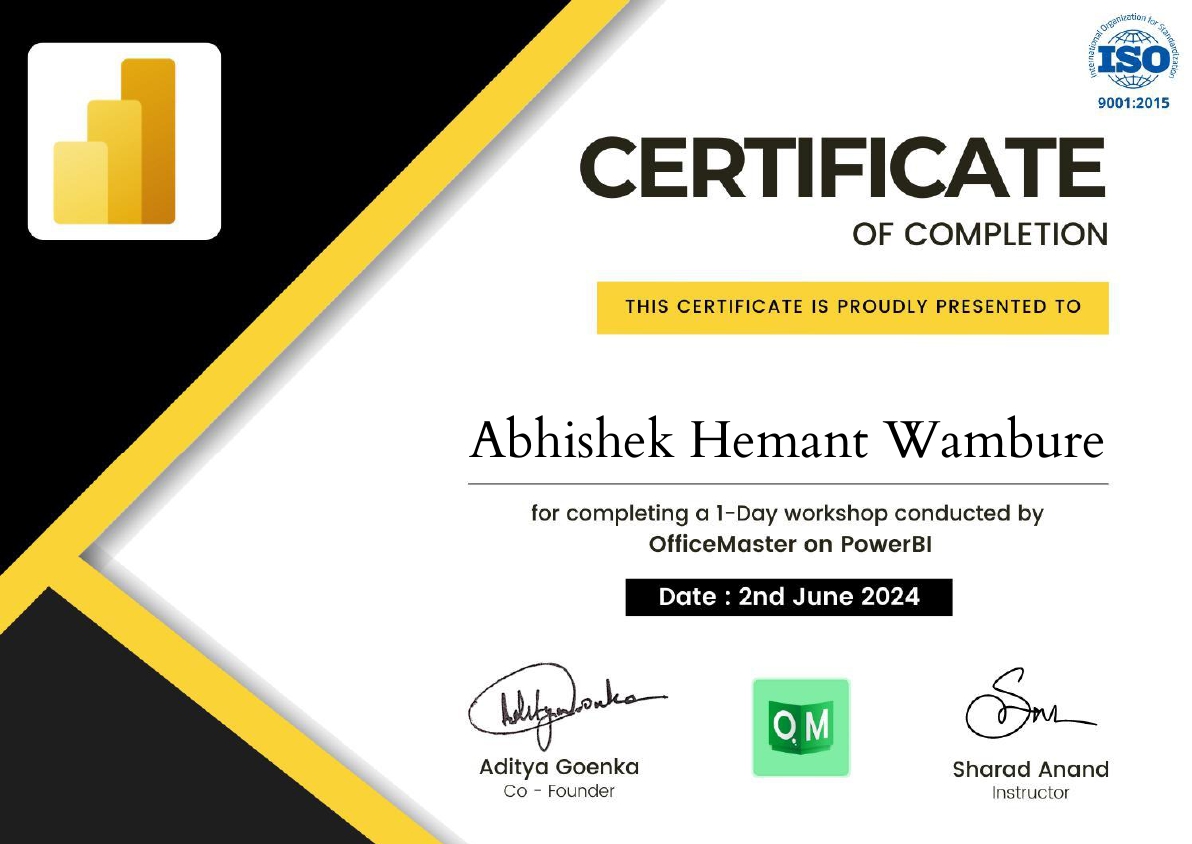 International Organization for Standardization
ISO
9001:2015
CERTIFICATE
OF COMPLETION
THIS CERTIFICATE IS PROUDLY PRESENTED TO
Abhishek Hemant Wambure
for completing a 1-Day workshop conducted by
OfficeMaster on PowerBI
Date : 2nd June 2024
OM
Aditya Goenka
Co - Founder
Sharad Anand
Instructor